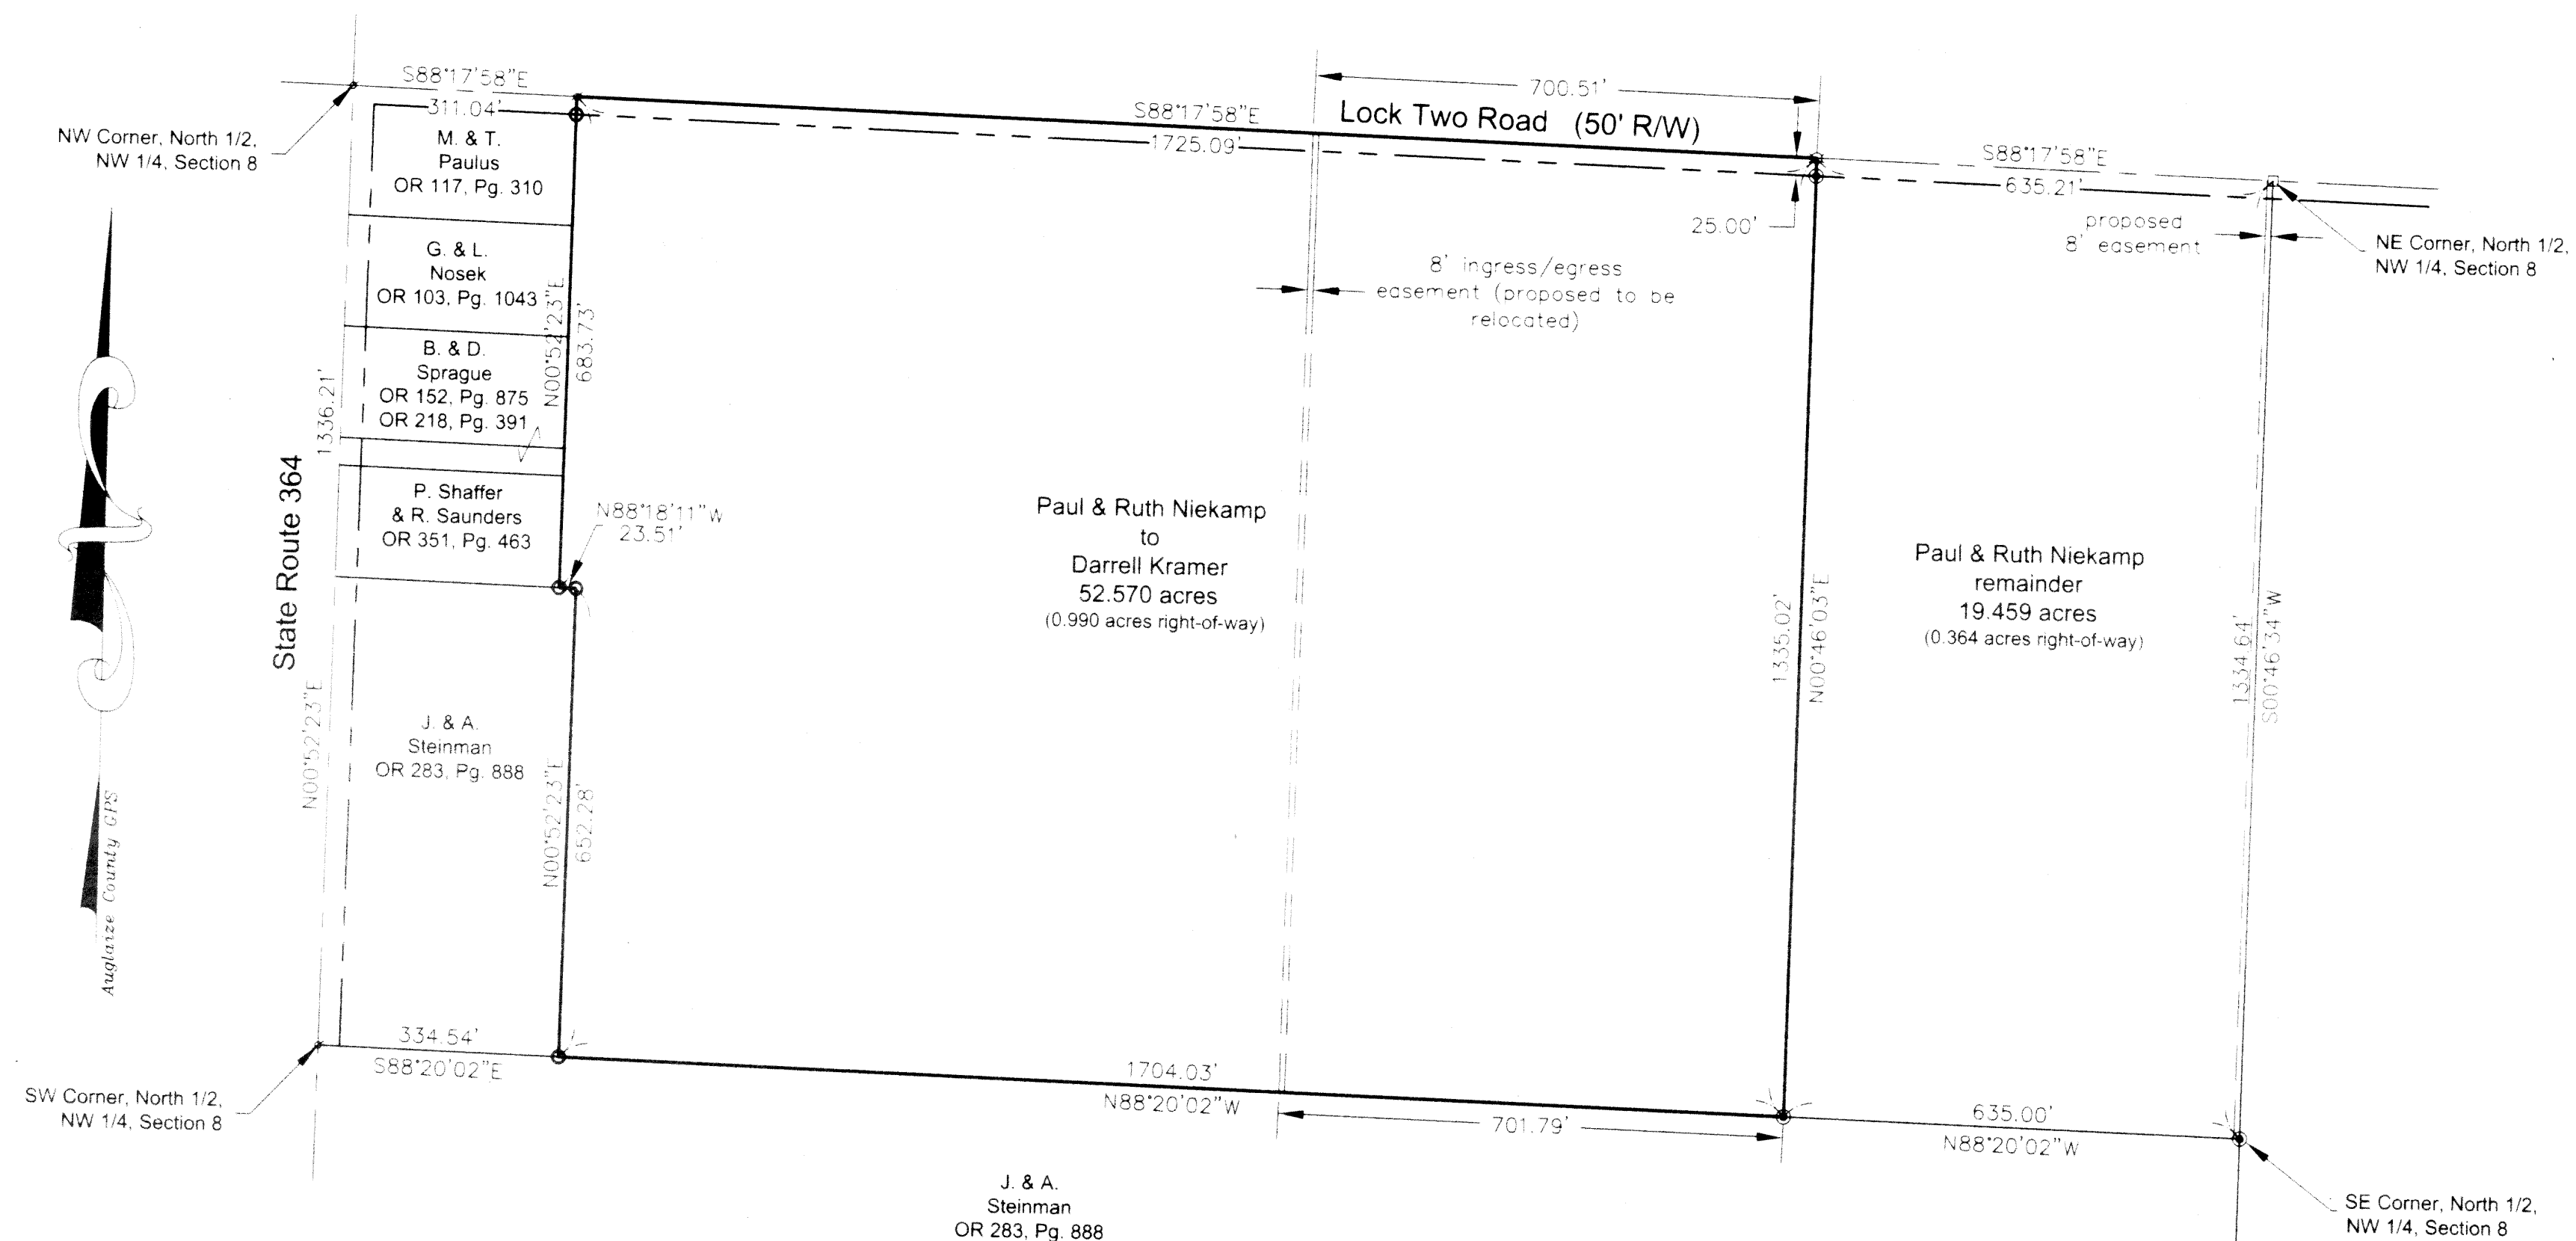 S88°17'58"E
311.04'
NW Corner, North 1/2,
NW 1/4, Section 8
M. & T.
Paulus
OR 117, Pg. 310
G. & L.
Nosek
OR 103, Pg. 1043
B. & D.
Sprague
OR 152, Pg. 875
OR 218, Pg. 391
P. Shaffer
& R. Saunders
OR 351, Pg. 463
J. & A.
Steinman
OR 283, Pg. 888
State Route 364
1336.21'
N00°52'23"E
Auglaize County GPS
N00°52'23"E
683.73'
N88°18'11"W
23.51'
N00°52'23"E
652.28'
334.54'
S88°20'02"E
SW Corner, North 1/2,
NW 1/4, Section 8
S88°17'58"E
1725.09'
700.51'
Lock Two Road (50' R/W)
25.00'
8' ingress/egress
easement (proposed to be
relocated)
Paul & Ruth Niekamp
to
Darrell Kramer
52.570 acres
(0.990 acres right-of-way)
1335.02'
N00°46'03"E
1704.03'
N88°20'02"W
701.79'
J. & A.
Steinman
OR 283, Pg. 888
S88°17'58"E
635.21'
proposed
8' easement
NE Corner, North 1/2,
NW 1/4, Section 8
Paul & Ruth Niekamp
remainder
19.459 acres
(0.364 acres right-of-way)
1334.64'
S00°46'34"W
635.00'
N88°20'02"W
SE Corner, North 1/2,
NW 1/4, Section 8